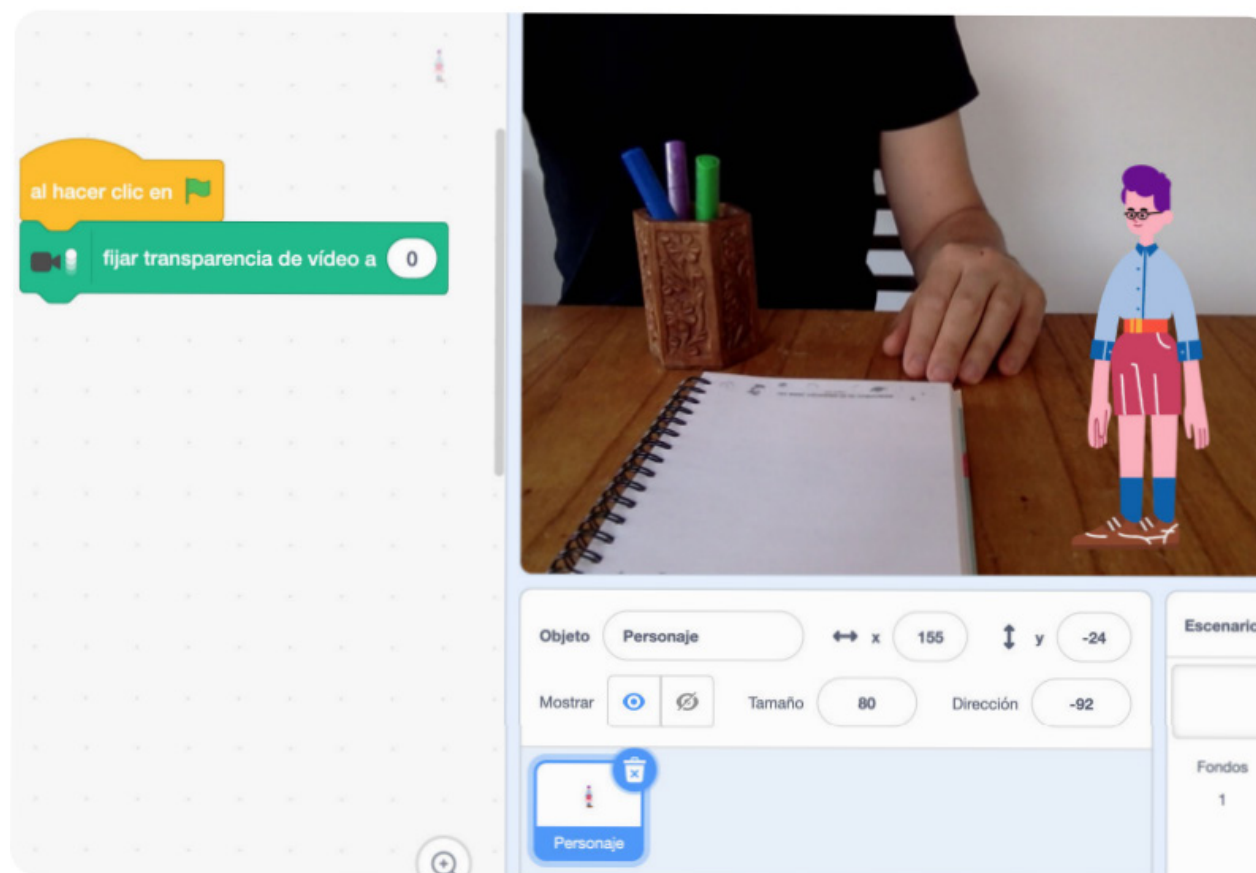 al hacer clic en
fijar transparencia de vídeo a 0
Objeto Personaje x 155 y -24
Mostrar Tamaño 80 Dirección -92
Personaje
Escenario
Fondos
1